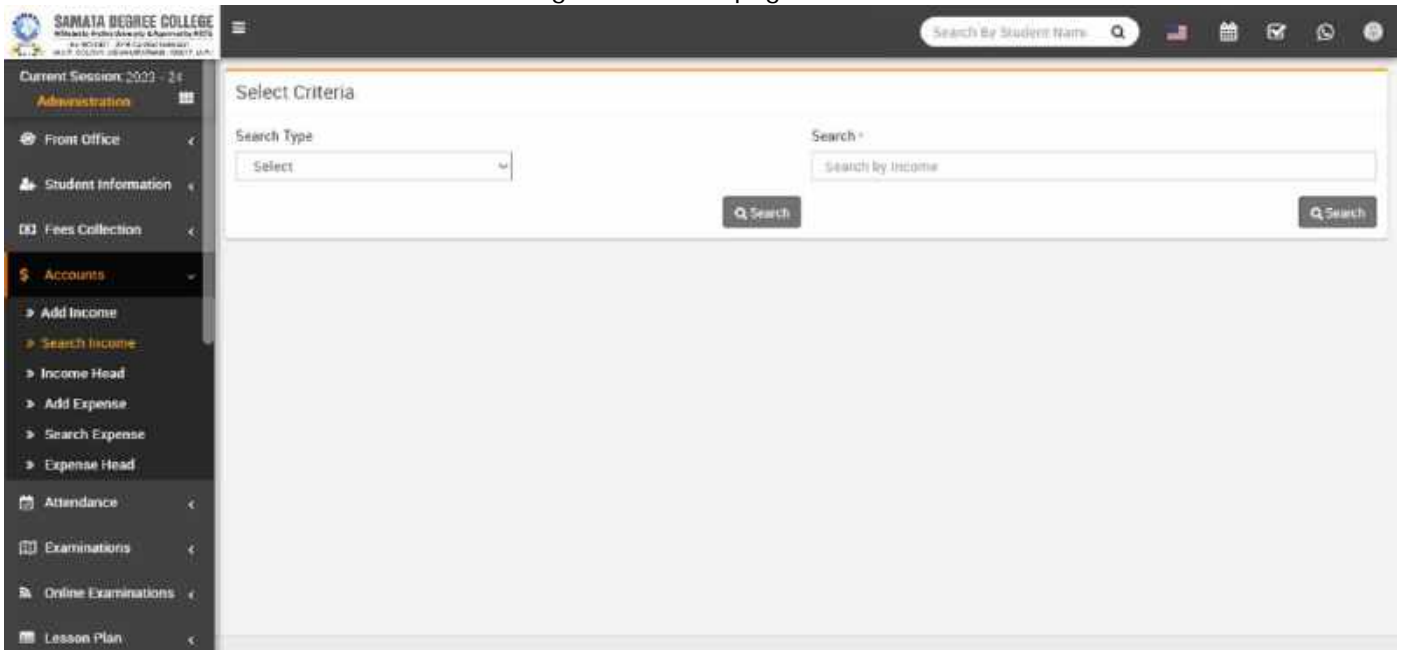 SAMATA DEGREE COLLEGE
Search By Student Name
Current Session: 2023 - 24
Administration
Select Criteria
Front Office
Search Type
Search *
Select
Search by Income
Student Information
Search
Search
Fees Collection
$ Accounts
» Add Income
» Search Income
» Income Head
» Add Expense
» Search Expense
» Expense Head
Attendance
Examinations
Online Examinations
Lesson Plan